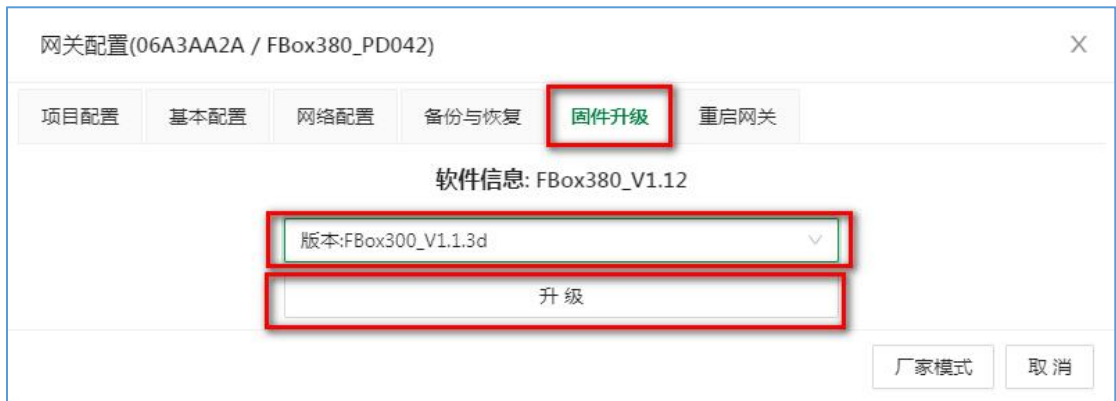 网关配置(06A3AA2A / FBox380_PD042)
项目配置 基本配置 网络配置 备份与恢复 固件升级 重启网关
软件信息: FBox380_V1.12
版本:FBox300_V1.1.3d
升 级
厂家模式 取 消